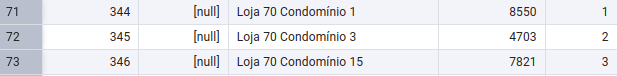 71 344 [null] Loja 70 Condomínio 1 8550 1
72 345 [null] Loja 70 Condomínio 3 4703 2
73 346 [null] Loja 70 Condomínio 15 7821 3